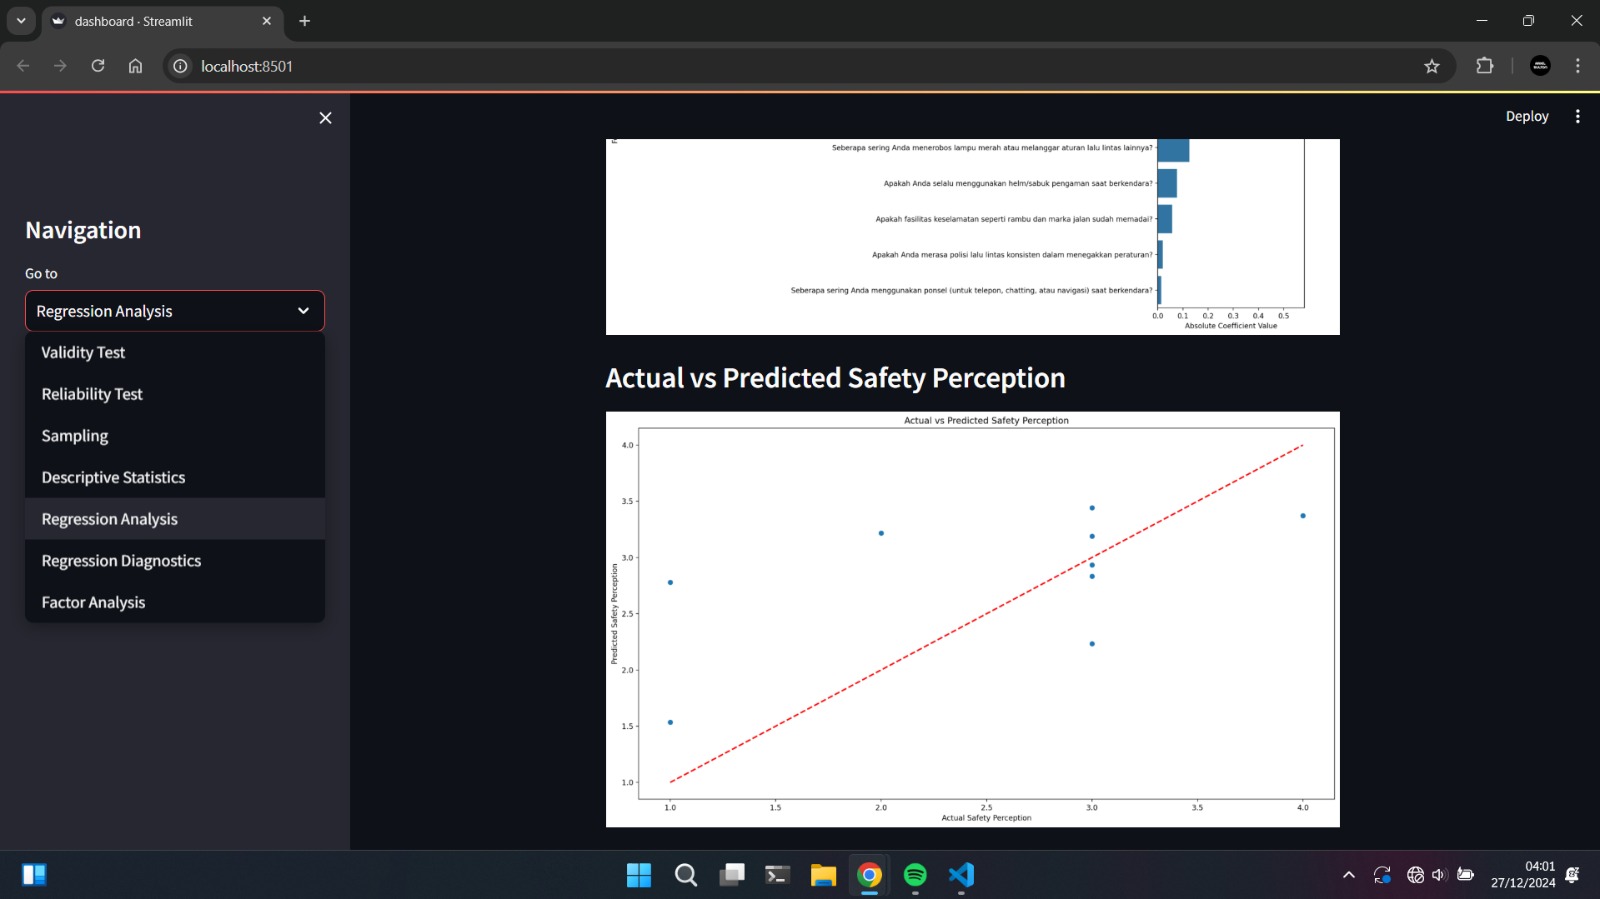 dashboard · Streamlit
localhost:8501
Deploy
Navigation
Go to
Regression Analysis
Validity Test
Reliability Test
Sampling
Descriptive Statistics
Regression Analysis
Regression Diagnostics
Factor Analysis
Seberapa sering Anda menerobos lampu merah atau melanggar aturan lalu lintas lainnya?
Apakah Anda selalu menggunakan helm/sabuk pengaman saat berkendara?
Apakah fasilitas keselamatan seperti rambu dan marka jalan sudah memadai?
Apakah Anda merasa polisi lalu lintas konsisten dalam menegakkan peraturan?
Seberapa sering Anda menggunakan ponsel (untuk telepon, chatting, atau navigasi) saat berkendara?
0.0 0.1 0.2 0.3 0.4 0.5
Absolute Coefficient Value
Actual vs Predicted Safety Perception
Actual vs Predicted Safety Perception
Predicted Safety Perception
4.0
3.5
3.0
2.5
2.0
1.5
1.0
1.0 1.5 2.0 2.5 3.0 3.5 4.0
Actual Safety Perception
04:01
27/12/2024